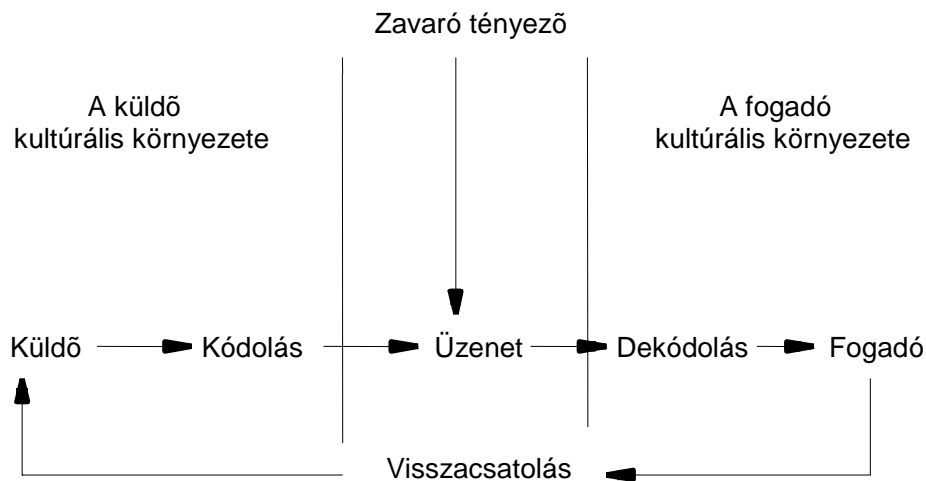 Zavaró tényezõ
A küldõ
kultúrális környezete
A fogadó
kultúrális környezete
Küldõ
Kódolás
Üzenet
Dekódolás
Fogadó
Visszacsatolás